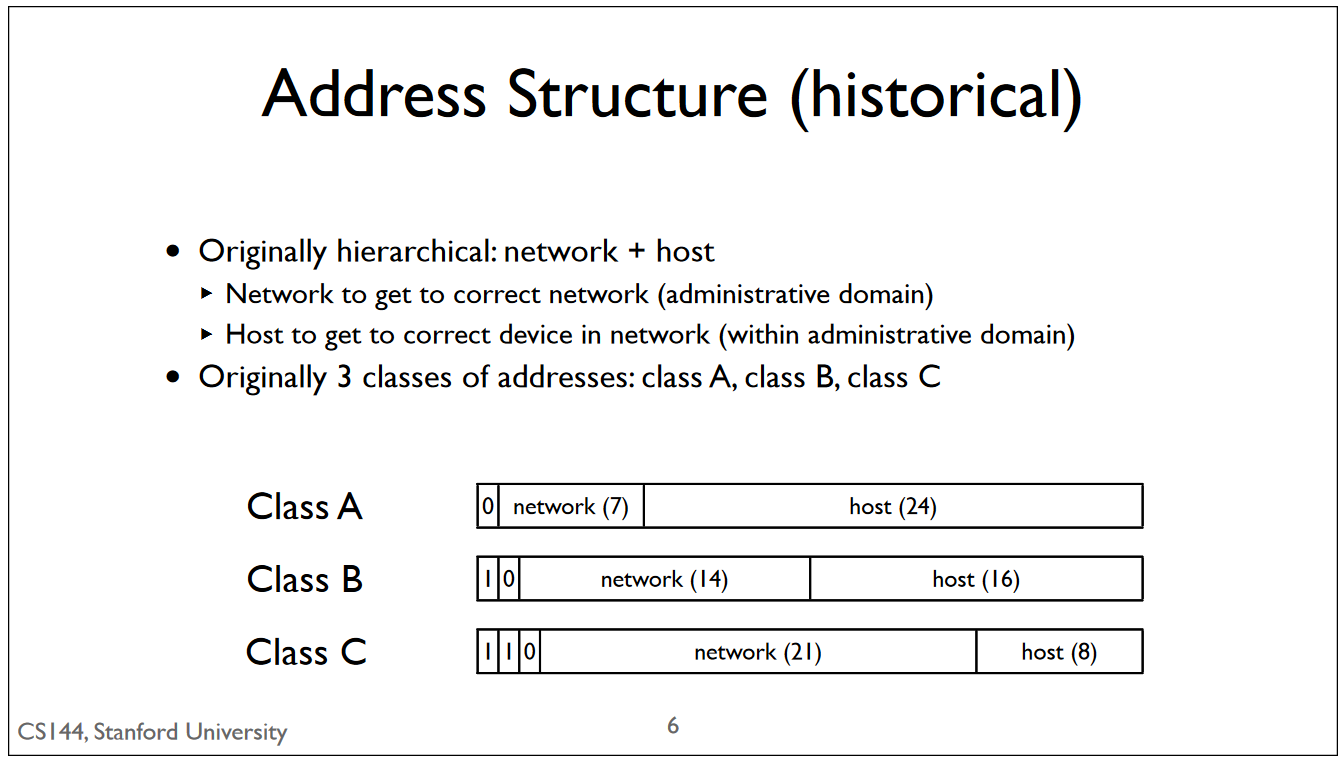 Address Structure (historical)
• Originally hierarchical: network + host
‣ Network to get to correct network (administrative domain)
‣ Host to get to correct device in network (within administrative domain)
• Originally 3 classes of addresses: class A, class B, class C
Class A 0 network (7) host (24)
Class B 1 0 network (14) host (16)
Class C 1 1 0 network (21) host (8)
CS144, Stanford University 6